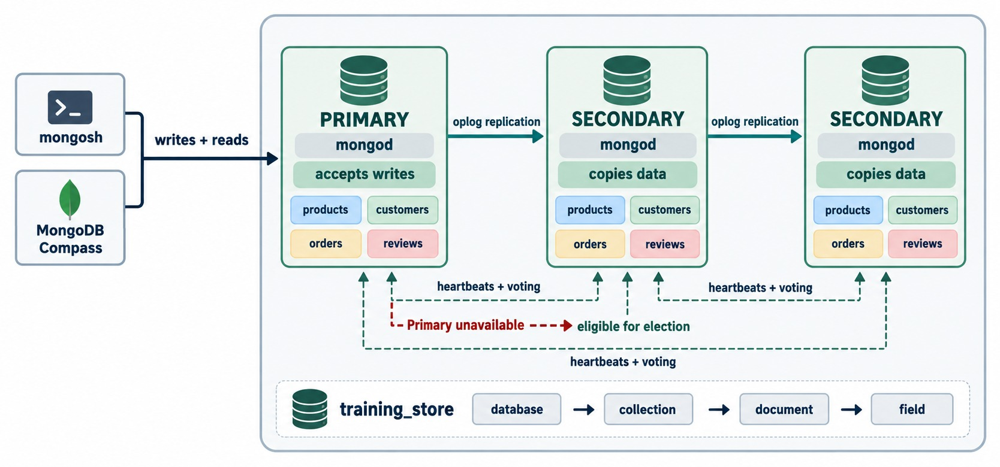 mongosh
MongoDB
Compass
writes + reads
PRIMARY
mongod
accepts writes
products
customers
orders
reviews
oplog replication
SECONDARY
mongod
copies data
products
customers
orders
reviews
oplog replication
SECONDARY
mongod
copies data
products
customers
orders
reviews
heartbeats + voting
heartbeats + voting
Primary unavailable
eligible for election
heartbeats + voting
training_store
database
collection
document
field